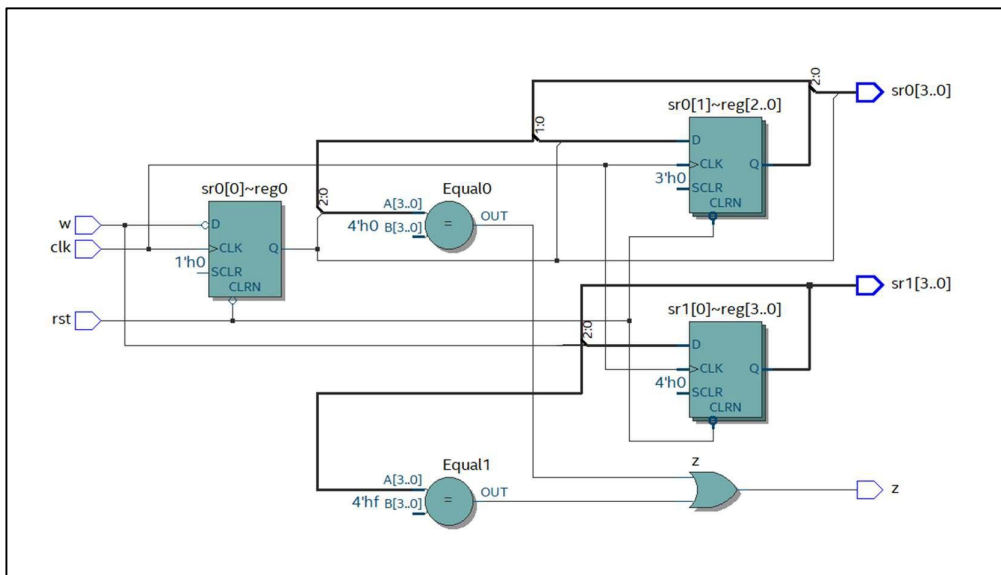 2:0
sr0[3..0]
sr0[1]~reg[2..0]
1:0
D
CLK
Q
3'h0
SCLR
CLRN
sr0[0]~reg0
2:0
Equal0
A[3..0]
4'h0
B[3..0]
=
OUT
w
clk
D
CLK
Q
1'h0
SCLR
CLRN
rst
sr1[3..0]
sr1[0]~reg[3..0]
2:0
D
CLK
Q
4'h0
SCLR
CLRN
Equal1
A[3..0]
4'hf
B[3..0]
=
OUT
z
z